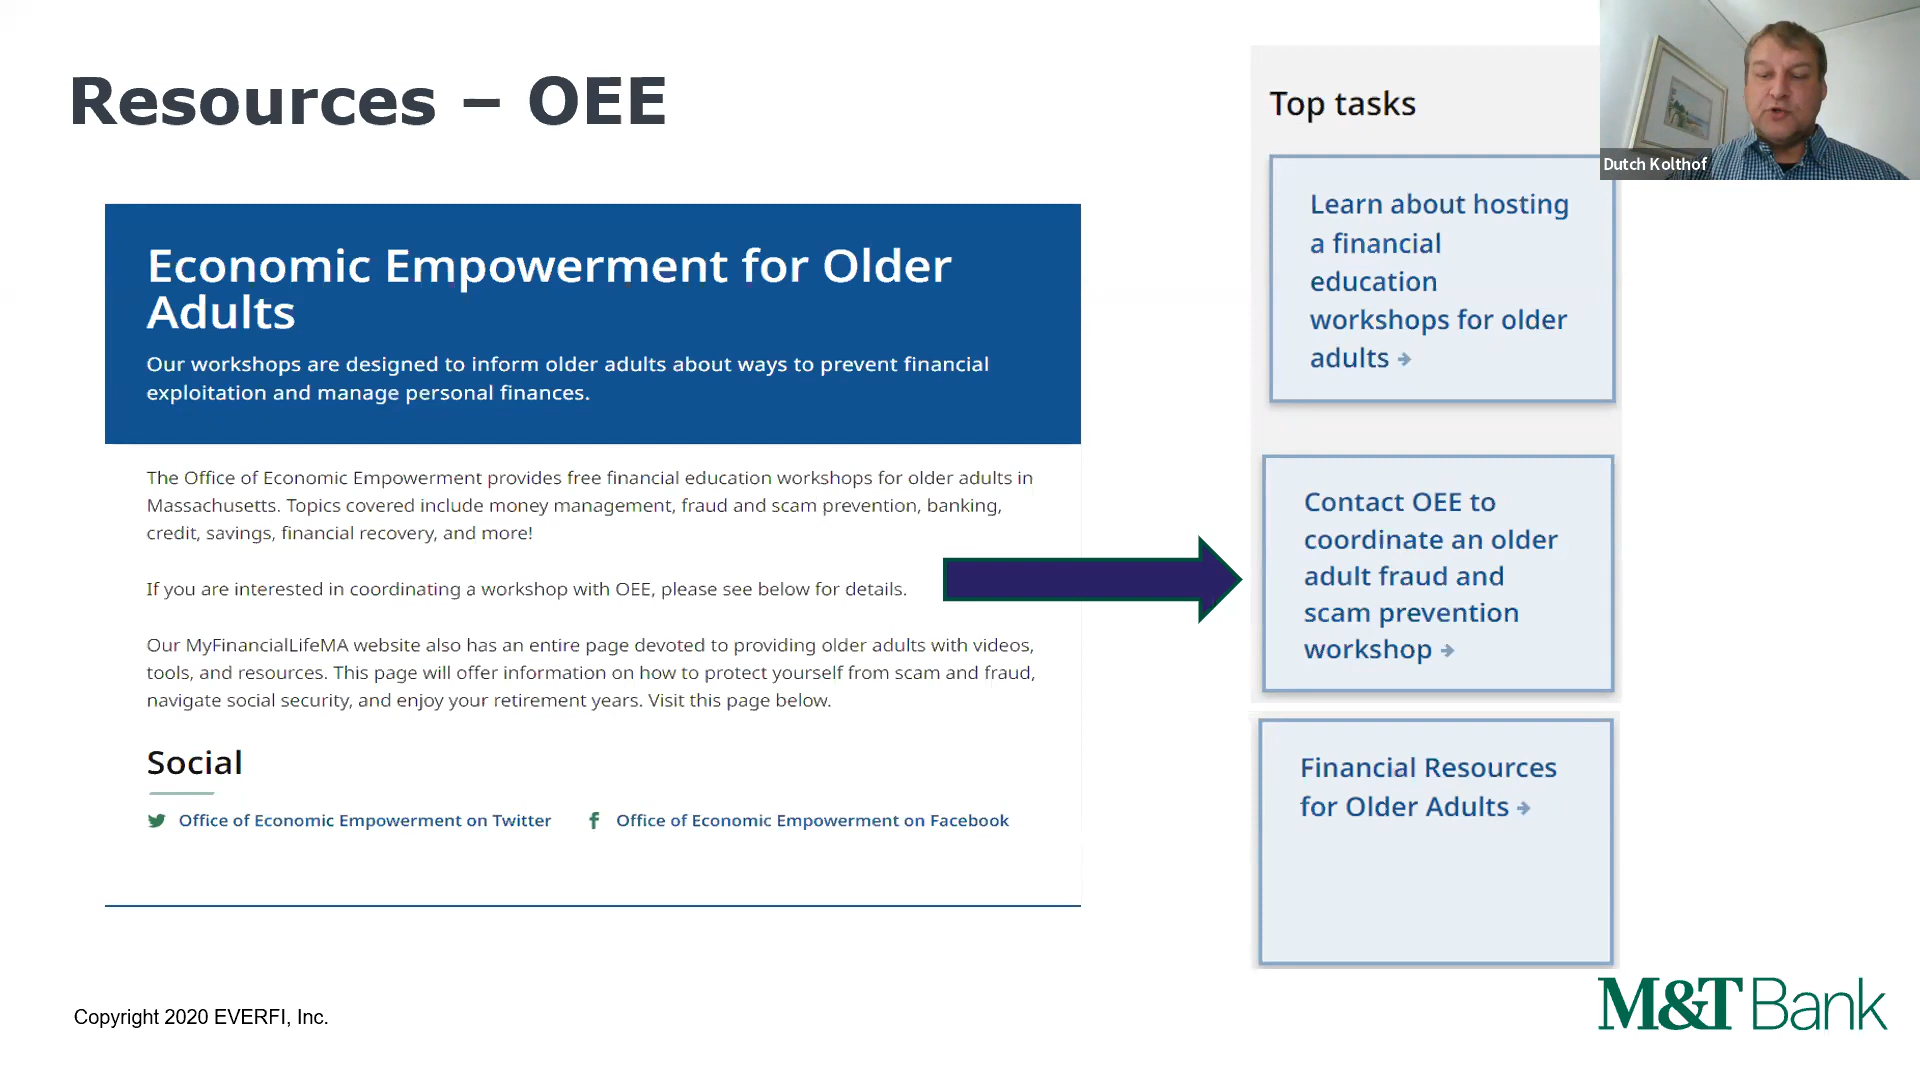 Resources – OEE
Economic Empowerment for Older
Adults
Our workshops are designed to inform older adults about ways to prevent financial
exploitation and manage personal finances.
The Office of Economic Empowerment provides free financial education workshops for older adults in
Massachusetts. Topics covered include money management, fraud and scam prevention, banking,
credit, savings, financial recovery, and more!
If you are interested in coordinating a workshop with OEE, please see below for details.
Our MyFinancialLifeMA website also has an entire page devoted to providing older adults with videos,
tools, and resources. This page will offer information on how to protect yourself from scam and fraud,
navigate social security, and enjoy your retirement years. Visit this page below.
Social
Office of Economic Empowerment on Twitter
Office of Economic Empowerment on Facebook
Top tasks
Learn about hosting
a financial
education
workshops for older
adults
Contact OEE to
coordinate an older
adult fraud and
scam prevention
workshop
Financial Resources
for Older Adults
Dutch Kolthof
Copyright 2020 EVERFI, Inc.
M&T Bank